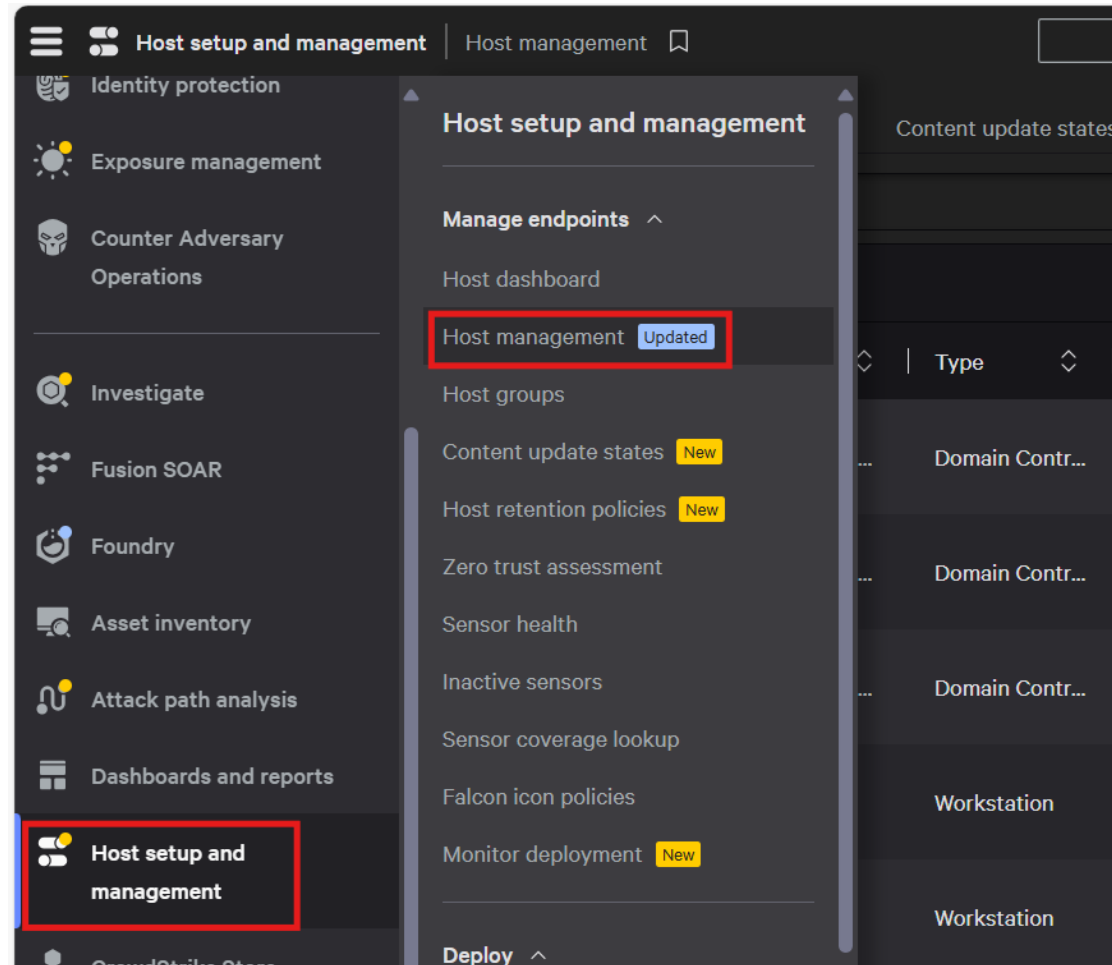 Host setup and management
Host management
Identity protection
Exposure management
Counter Adversary
Operations
Investigate
Fusion SOAR
Foundry
Asset inventory
Attack path analysis
Dashboards and reports
Host setup and
management
CrowdStrike Store
Host setup and management
Manage endpoints
Host dashboard
Host management Updated
Host groups
Content update states New
Host retention policies New
Zero trust assessment
Sensor health
Inactive sensors
Sensor coverage lookup
Falcon icon policies
Monitor deployment New
Deploy
Content update states
Type
... Domain Contr...
... Domain Contr...
... Domain Contr...
Workstation
Workstation